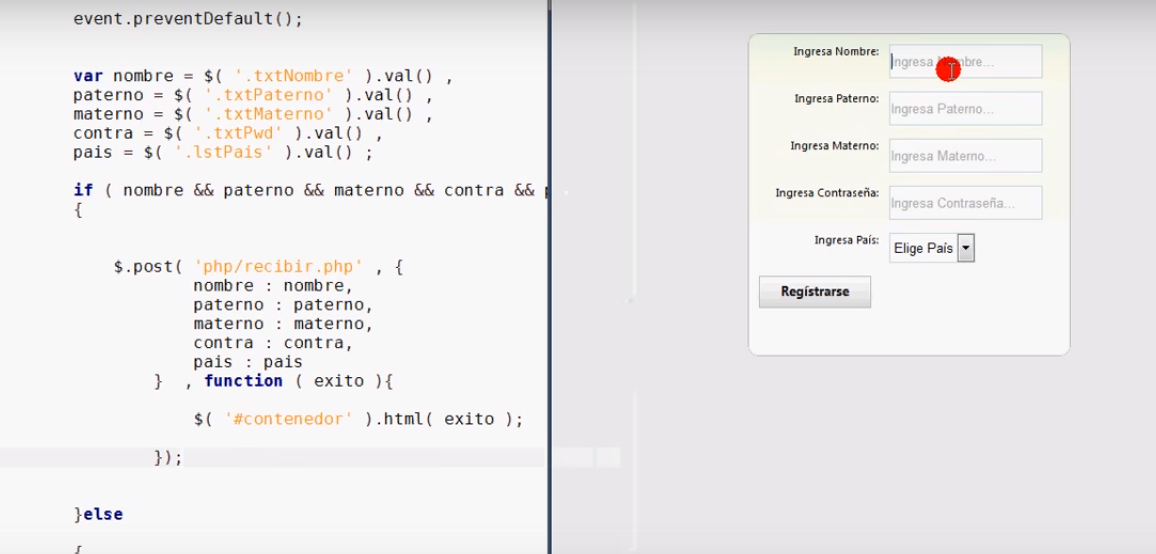 event.preventDefault();
var nombre = $( '.txtNombre' ).val() ,
paterno = $( '.txtPaterno' ).val() ,
materno = $( '.txtMaterno' ).val() ,
contra = $( '.txtPwd' ).val() ,
pais = $( '.lstPais' ).val() ;
if ( nombre && paterno && materno && contra &&
{
$.post( 'php/recibir.php' , {
nombre : nombre,
paterno : paterno,
materno : materno,
contra : contra,
pais : pais
} , function ( exito ){
$( '#contenedor' ).html( exito );
});
}else
{
Ingresa Nombre:
Ingresa
Ingresa Paterno:
Ingresa Paterno...
Ingresa Materno:
Ingresa Materno...
Ingresa Contraseña:
Ingresa Contraseña...
Ingresa País:
Elige País
Regístrarse